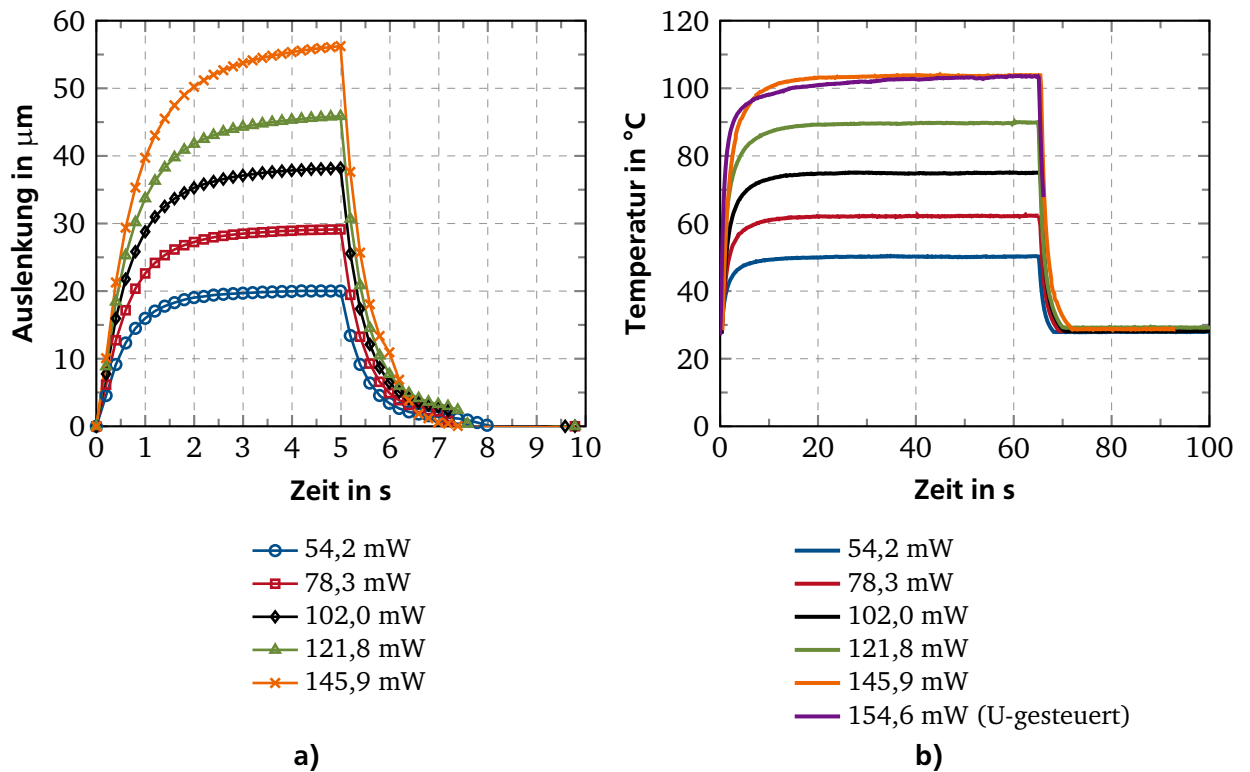 60
50
40
30
20
10
0
0 1 2 3 4 5 6 7 8 9 10
Auslenkung in μm
Zeit in s
54,2 mW
78,3 mW
102,0 mW
121,8 mW
145,9 mW
a)
120
100
80
60
40
20
0
0 20 40 60 80 100
Temperatur in °C
Zeit in s
54,2 mW
78,3 mW
102,0 mW
121,8 mW
145,9 mW
154,6 mW (U-gesteuert)
b)